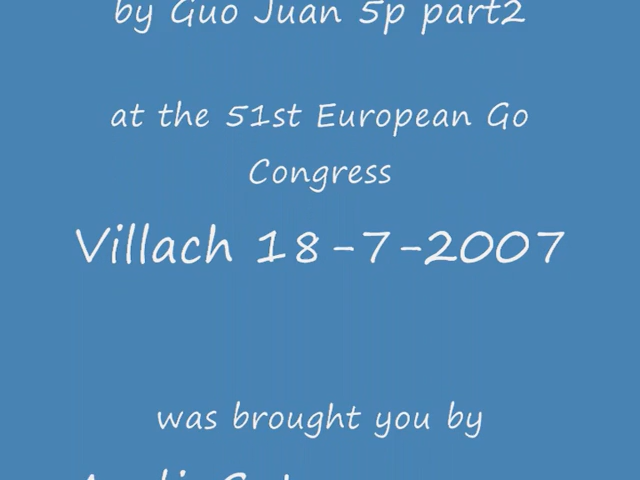 by Guo Juan 5p part2
at the 51st European Go
Congress
Villach 18-7-2007
was brought you by